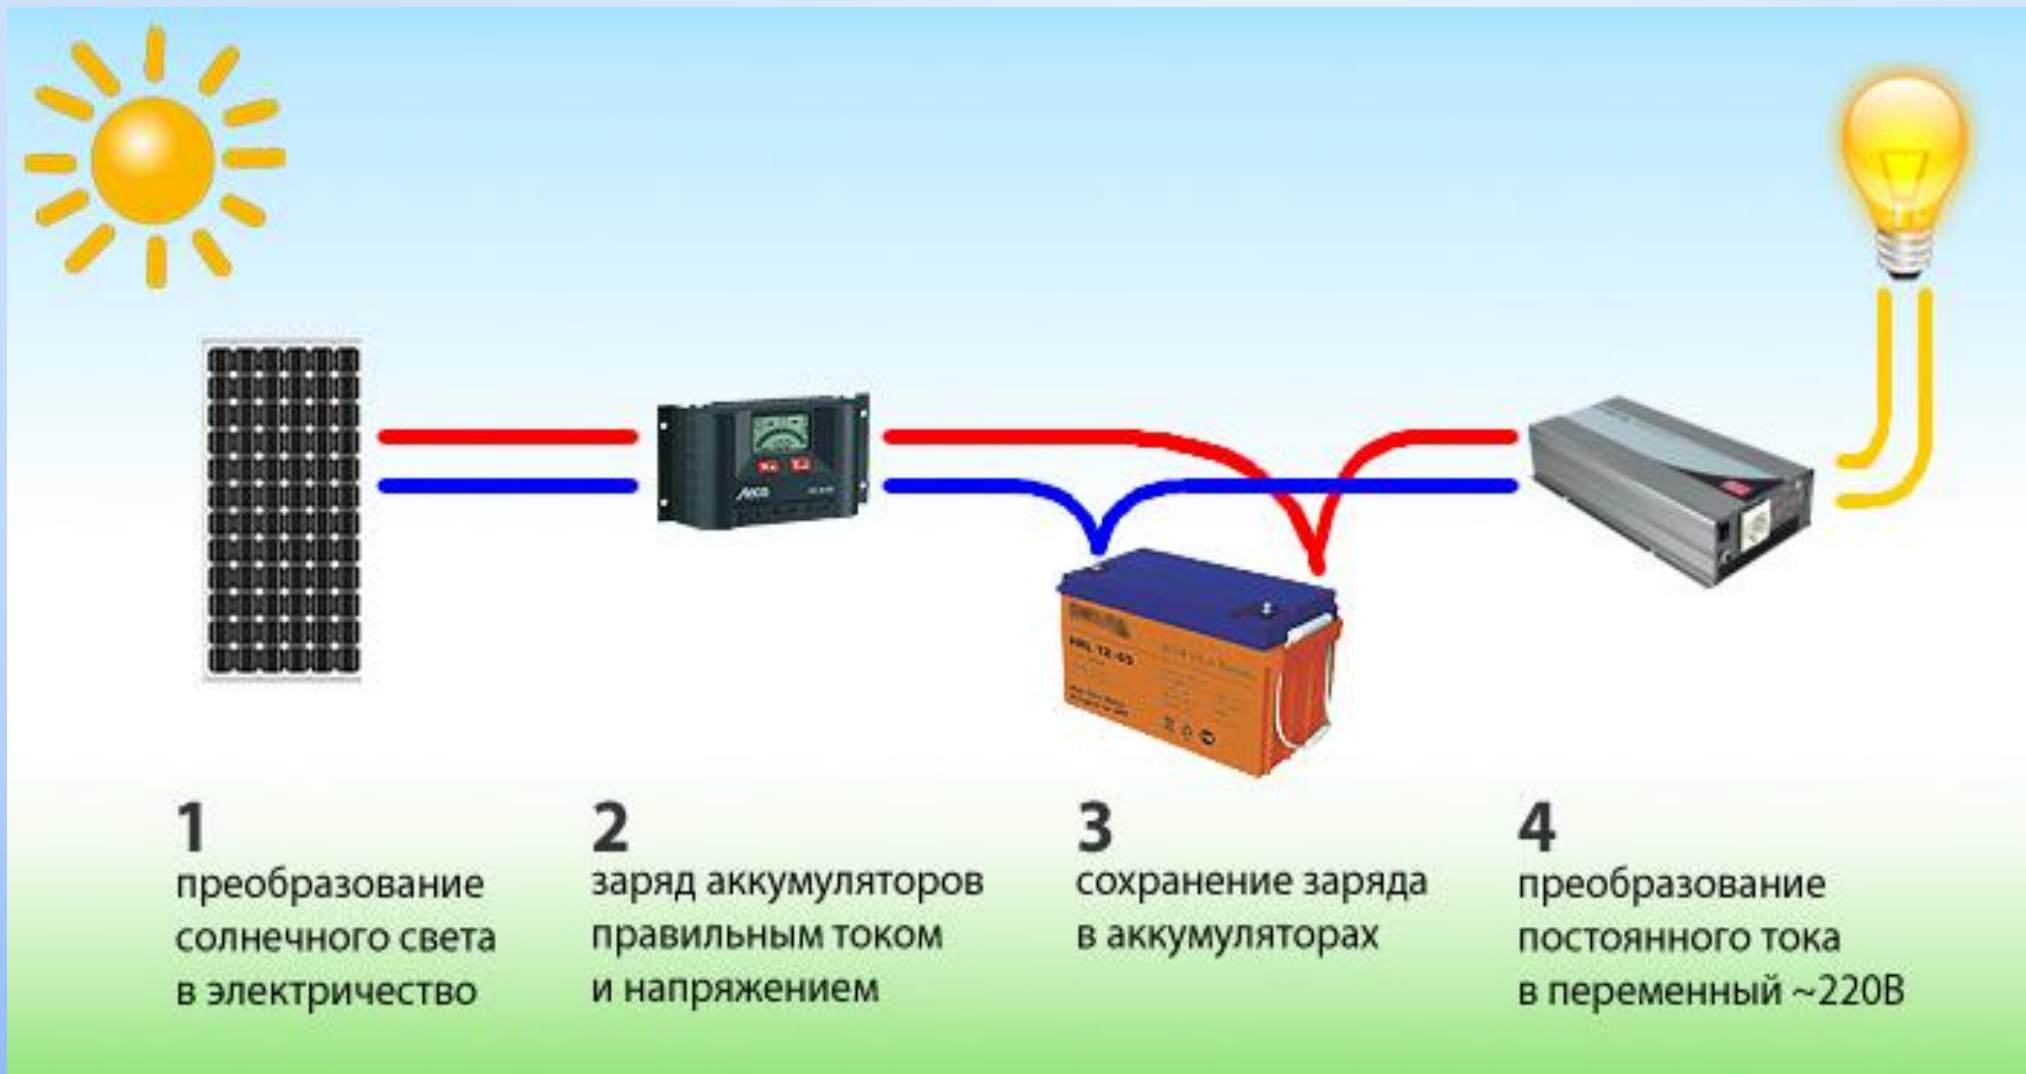 1
преобразование
солнечного света
в электричество
2
заряд аккумуляторов
правильным током
и напряжением
3
сохранение заряда
в аккумуляторах
4
преобразование
постоянного тока
в переменный ~220В